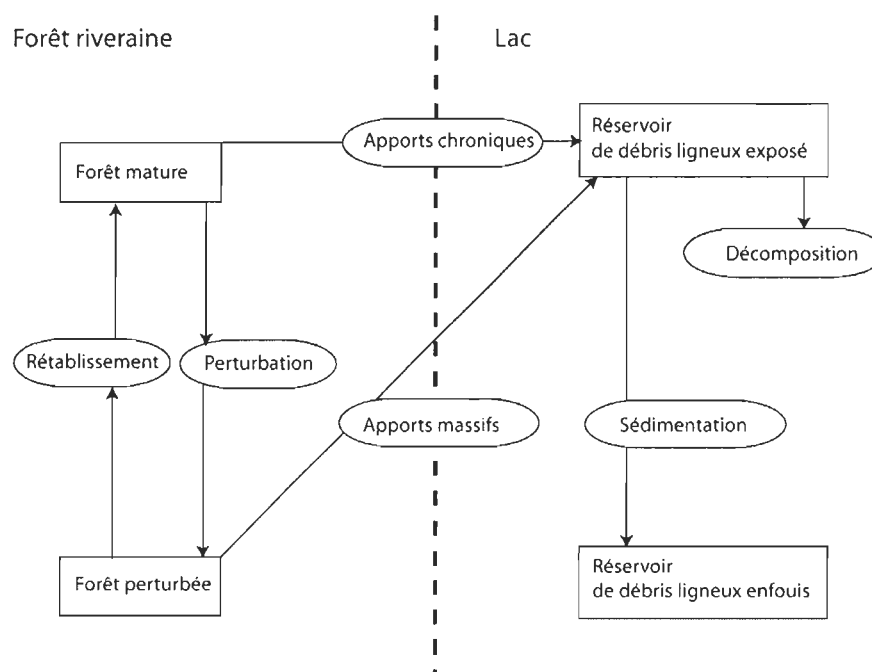 Forêt riveraine
Lac
Apports chroniques
Réservoir
de débris ligneux exposé
Forêt mature
Décomposition
Rétablissement
Perturbation
Apports massifs
Sédimentation
Forêt perturbée
Réservoir
de débris ligneux enfouis